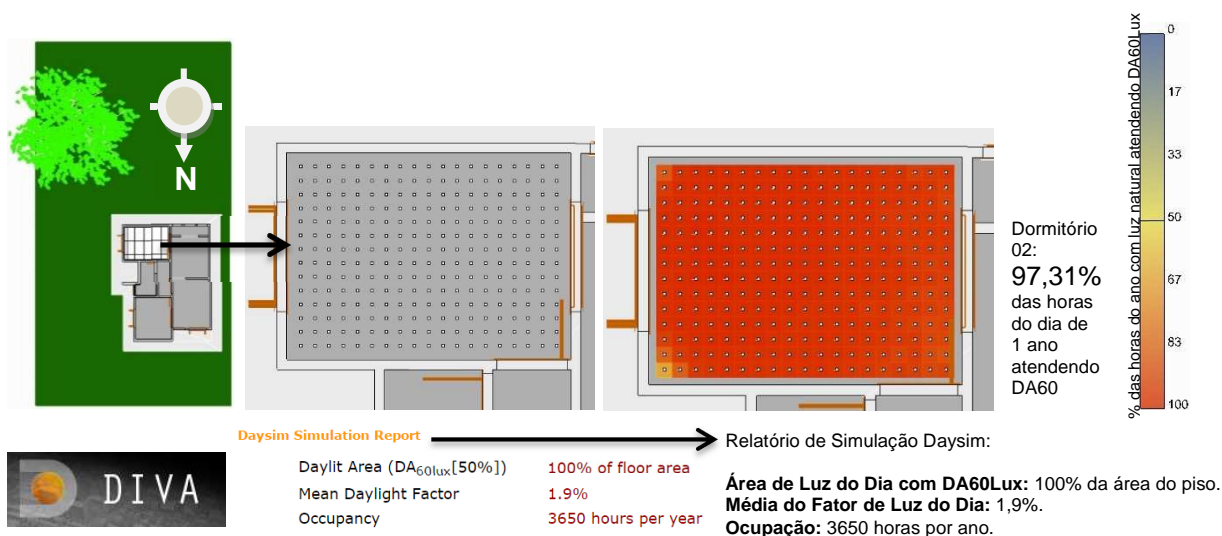 N
Dormitório
02:
97,31%
das horas
do dia de
1 ano
atendendo
DA60
% das horas do ano com luz natural atendendo DA60Lux
0
17
33
50
67
83
100
Daysim Simulation Report
Daylit Area (DA60lux[50%]) 100% of floor area
Mean Daylight Factor 1.9%
Occupancy 3650 hours per year
Relatório de Simulação Daysim:
Área de Luz do Dia com DA60Lux: 100% da área do piso.
Média do Fator de Luz do Dia: 1,9%.
Ocupação: 3650 horas por ano.
DIVA